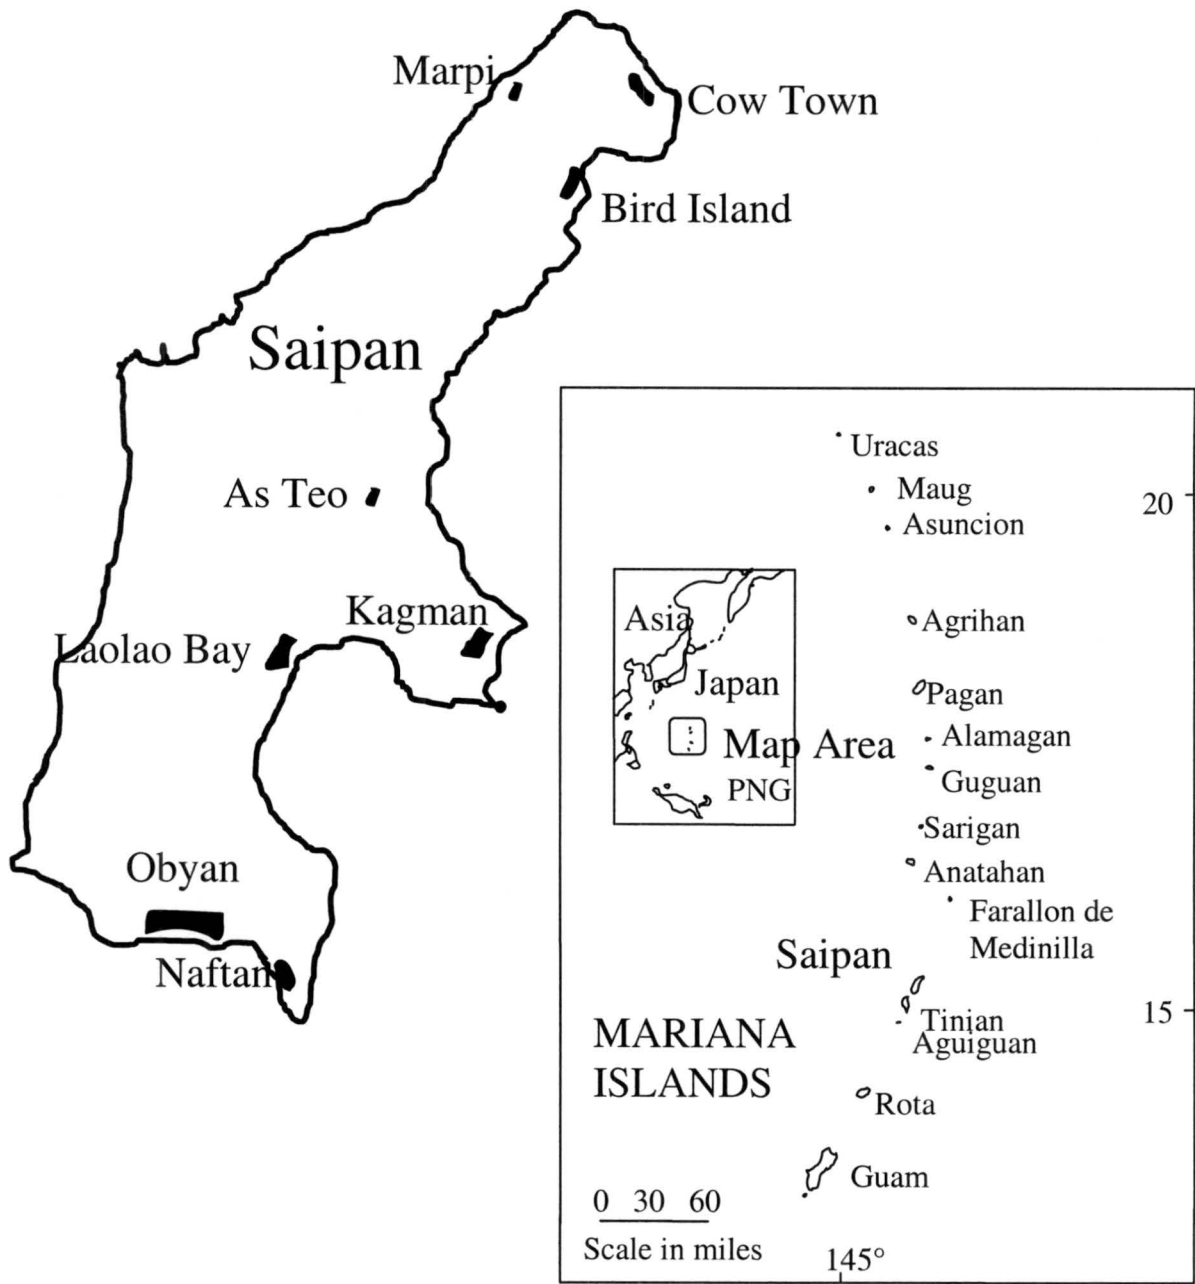 Marpi
Cow Town
Bird Island
Saipan
As Teo
Kagman
Laolao Bay
Obyan
Naftan
Uracas
Maug
20
Asuncion
Asia
Agrihan
Japan
Pagan
Map Area
Alamagan
PNG
Guguan
Sarigan
Anatahan
Farallon de
Medinilla
Saipan
15
Tinian
Aguiguan
MARIANA
ISLANDS
Rota
Guam
0 30 60
Scale in miles
145°